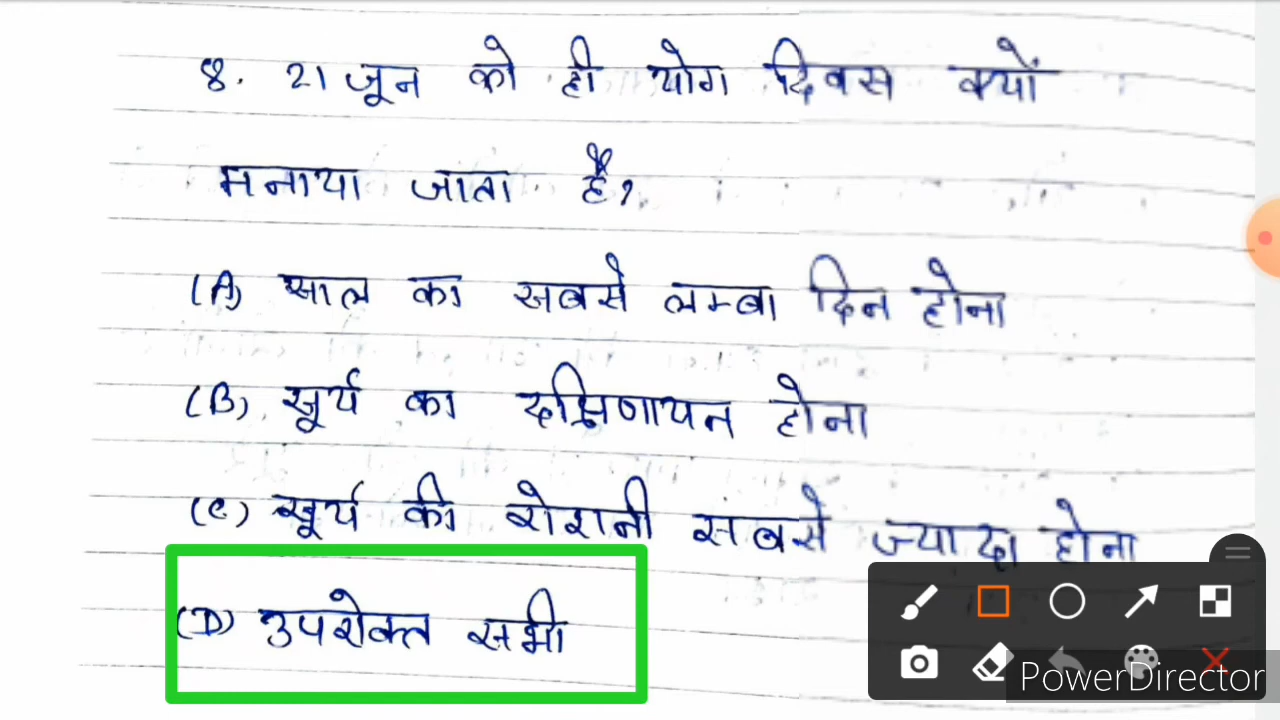 8. 21 जून को ही योग दिवस क्यों
मनाया जाता है?
(A) साल का सबसे लम्बा दिन होना
(B) सूर्य का दक्षिणायन होना
(C) सूर्य की रोशनी सबसे ज्यादा होना
(D) उपरोक्त सभी
PowerDirector